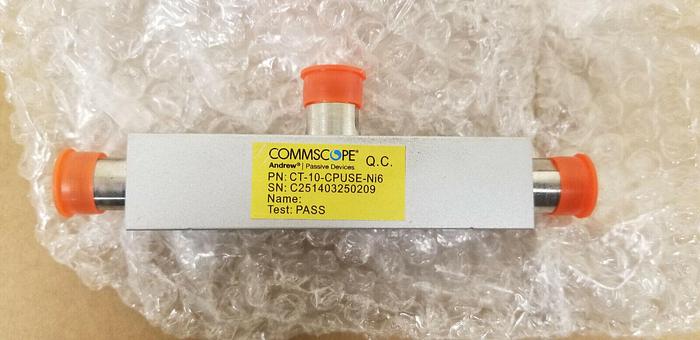 COMMSCOPE® Q.C.
Andrew® | Passive Devices
PN: CT-10-CPUSE-Ni6
SN: C251403250209
Name:
Test: PASS